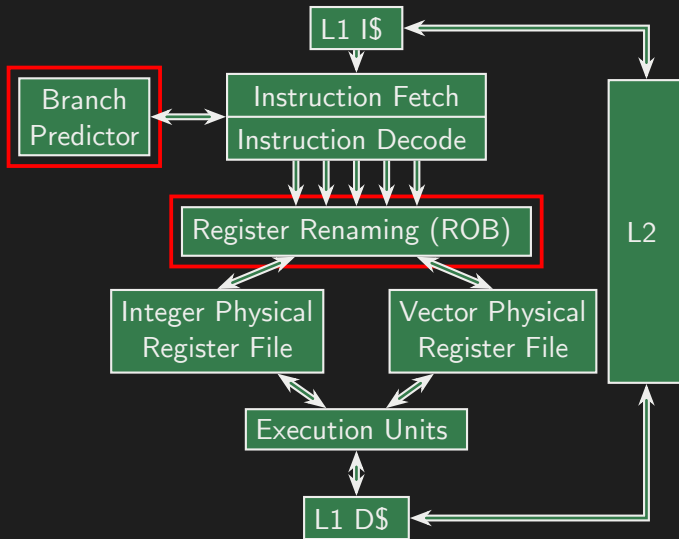 L1 I$
Branch
Predictor
Instruction Fetch
Instruction Decode
Register Renaming (ROB)
L2
Integer Physical
Register File
Vector Physical
Register File
Execution Units
L1 D$